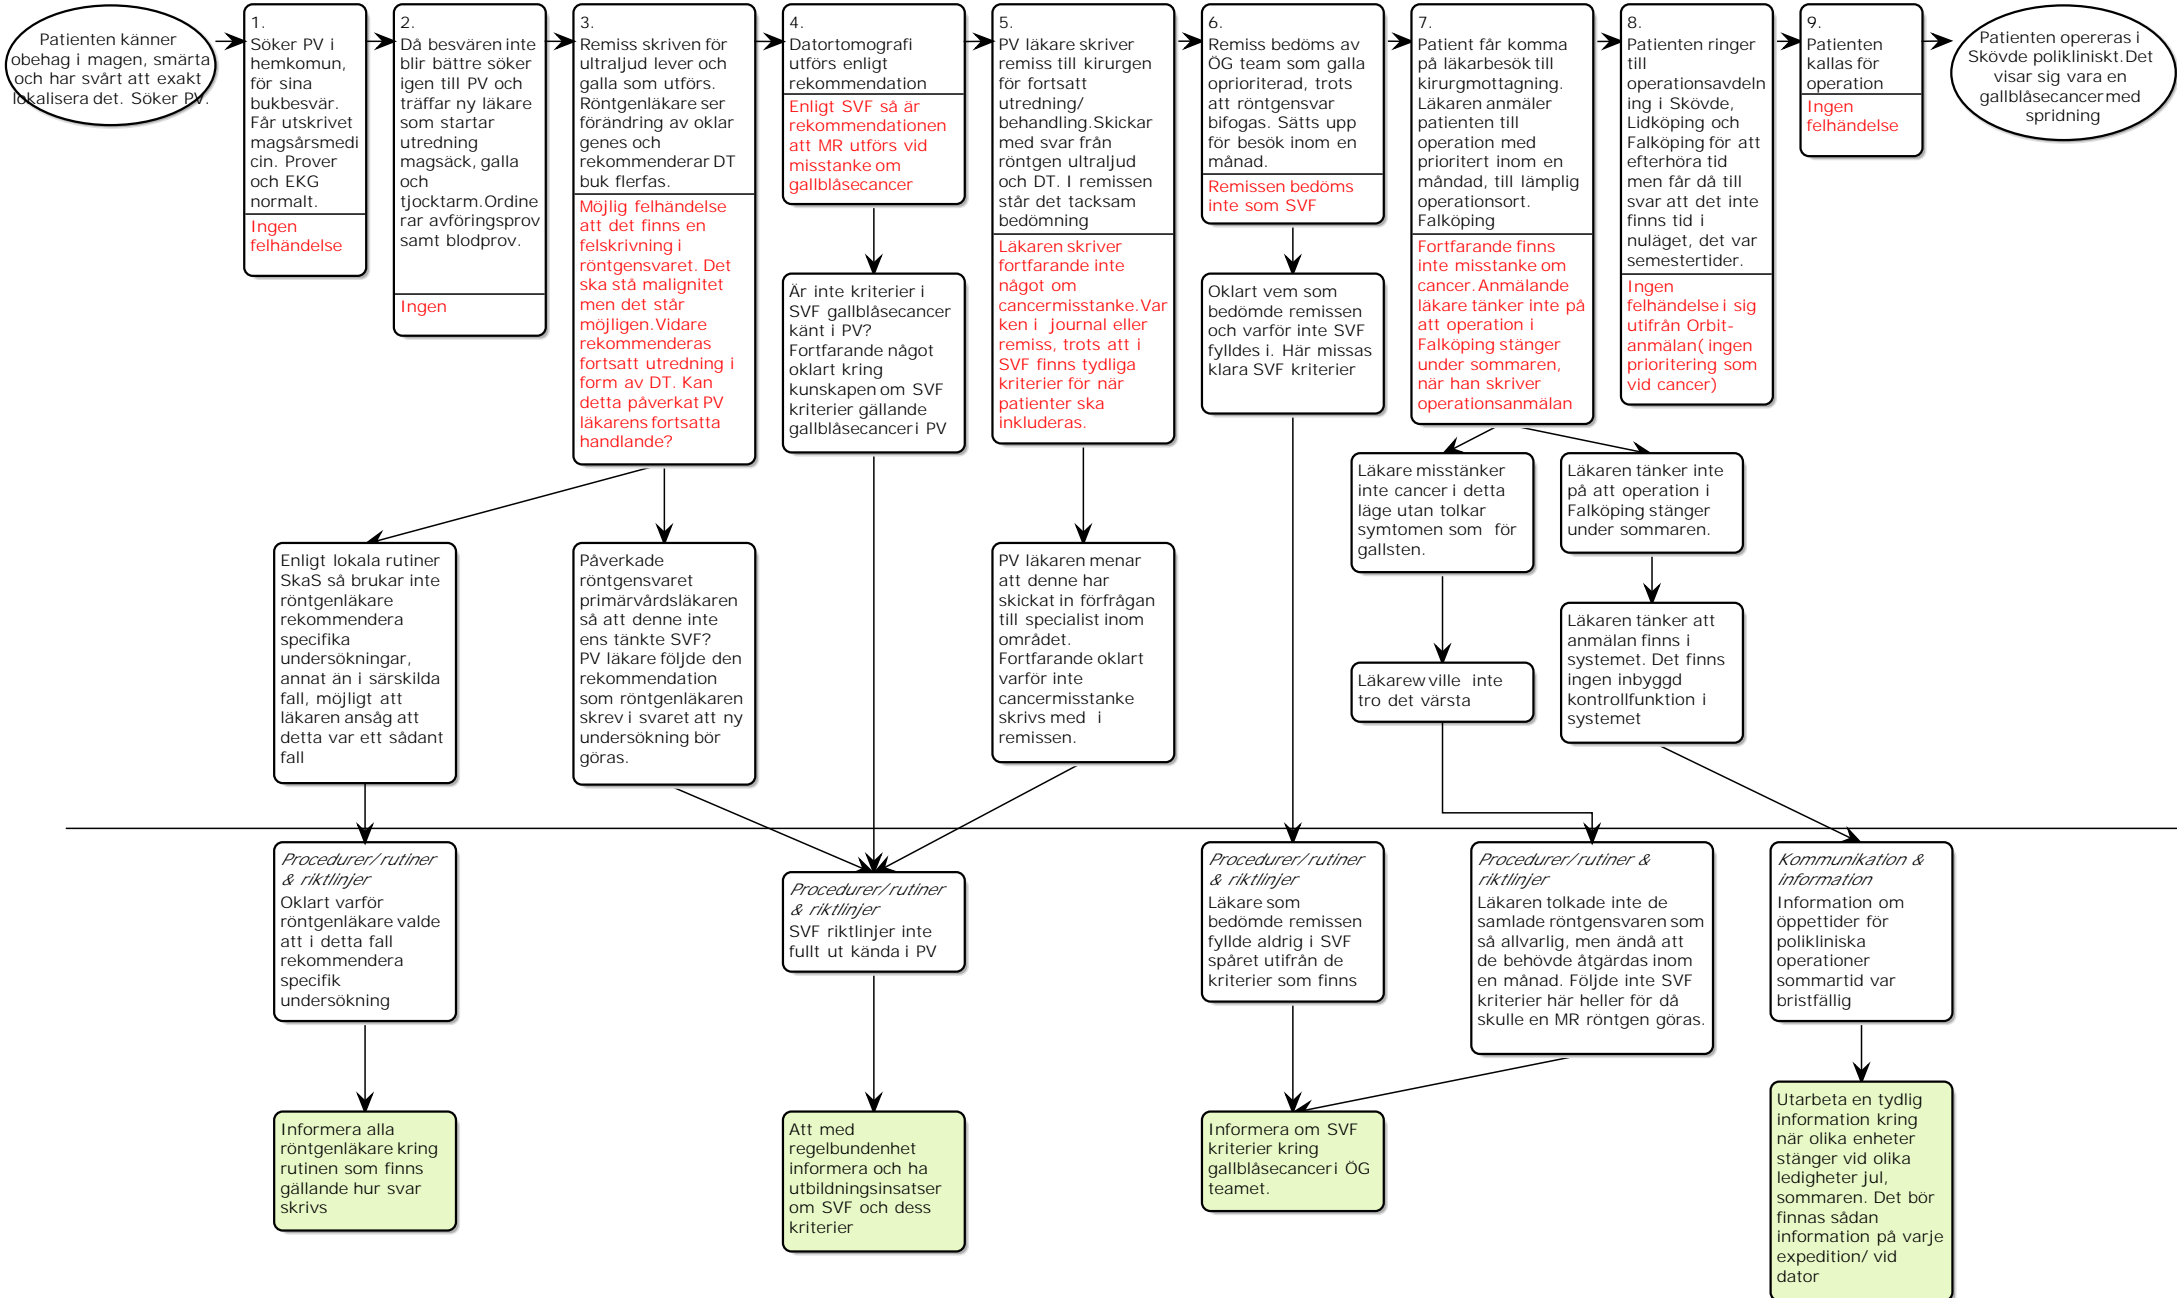 Patienten känner
obehag i magen, smärta
och har svårt att exakt
lokalisera det. Söker PV.
1.
Söker PV i
hemkomun,
för sina
bukbesvär.
Får utskrivet
magsårsmedi
cin. Prover
och EKG
normalt.
Ingen
felhändelse
2.
Då besvären inte
blir bättre söker
igen till PV och
träffar ny läkare
som startar
utredning
magsäck, galla
och
tjocktarm.Ordine
rar avföringsprov
samt blodprov.
Ingen
3.
Remiss skriven för
ultraljud lever och
galla som utförs.
Röntgenläkare ser
förändring av oklar
genes och
rekommenderar DT
buk flerfas.
Möjlig felhändelse
att det finns en
felskrivning i
röntgensvaret. Det
ska stå malignitet
men det står
möjligen.Vidare
rekommenderas
fortsatt utredning i
form av DT. Kan
detta påverkat PV
läkarens fortsatta
handlande?
4.
Datortomografi
utförs enligt
rekommendation
Enligt SVF så är
rekommendationen
att MR utförs vid
misstanke om
gallblåsecancer
5.
PV läkare skriver
remiss till kirurgen
för fortsatt
utredning/
behandling.Skickar
med svar från
röntgen ultraljud
och DT. I remissen
står det tacksam
bedömning
Läkaren skriver
fortfarande inte
något om
cancermisstanke.Var
ken i journal eller
remiss, trots att i
SVF finns tydliga
kriterier för när
patienter ska
inkluderas.
6.
Remiss bedöms av
ÖG team som galla
oprioriterad, trots
att röntgensvar
bifogas. Sätts upp
för besök inom en
månad.
Remissen bedöms
inte som SVF
7.
Patient får komma
på läkarbesök till
kirurgmottagning.
Läkaren anmäler
patienten till
operation med
prioritert inom en
måndad, till lämplig
operationsort.
Falköping
Fortfarande finns
inte misstanke om
cancer. Anmälande
läkare tänker inte på
att operation i
Falköping stänger
under sommaren,
när han skriver
operationsanmälan
8.
Patienten ringer
till
operationsavdeln
ing i Skövde,
Lidköping och
Falköping för att
efterhöra tid
men får då till
svar att det inte
finns tid i
nuläget, det var
semestertider.
Ingen
felhändelse i sig
utifrån Orbit-
anmälan( ingen
prioritering som
vid cancer)
9.
Patienten
kallas för
operation
Ingen
felhändelse
Patienten opereras i
Skövde polikliniskt.Det
visar sig vara en
gallblåsecancer med
spridning
Är inte kriterier i
SVF gallblåsecancer
känt i PV?
Fortfarande något
oklart kring
kunskapen om SVF
kriterier gällande
gallblåsecancer i PV
Oklart vem som
bedömde remissen
och varför inte SVF
fylldes i. Här missas
klara SVF kriterier
Läkare misstänker
inte cancer i detta
läge utan tolkar
symtomen som för
gallsten.
Läkaren tänker inte
på att operation i
Falköping stänger
under sommaren.
Enligt lokala rutiner
SkaS så brukar inte
röntgenläkare
rekommendera
specifika
undersökningar,
annat än i särskilda
fall, möjligt att
läkaren ansåg att
detta var ett sådant
fall
Påverkade
röntgensvaret
primärvårdsläkaren
så att denne inte
ens tänkte SVF?
PV läkare följde den
rekommendation
som röntgenläkaren
skrev i svaret att ny
undersökning bör
göras.
PV läkaren menar
att denne har
skickat in förfrågan
till specialist inom
området.
Fortfarande oklart
varför inte
cancermisstanke
skrivs med i
remissen.
Läkarew ville inte
tro det värsta
Läkaren tänker att
anmälan finns i
systemet. Det finns
ingen inbyggd
kontrollfunktion i
systemet
Procedurer/rutiner
& riktlinjer
Oklart varför
röntgenläkare valde
att i detta fall
rekommendera
specifik
undersökning
Procedurer/rutiner
& riktlinjer
SVF riktlinjer inte
fullt ut kända i PV
Procedurer/rutiner
& riktlinjer
Läkare som
bedömde remissen
fyllde aldrig i SVF
spåret utifrån de
kriterier som finns
Procedurer/rutiner &
riktlinjer
Läkaren tolkade inte de
samlade röntgensvaren som
så allvarlig, men ändå att
de behövde åtgärdas inom
en månad. Följde inte SVF
kriterier här heller för då
skulle en MR röntgen göras.
Kommunikation &
information
Information om
öppettider för
polikliniska
operationer
sommartid var
bristfällig
Informera alla
röntgenläkare kring
rutinen som finns
gällande hur svar
skrivs
Att med
regelbundenhet
informera och ha
utbildningsinsatser
om SVF och dess
kriterier
Informera om SVF
kriterier kring
gallblåsecancer i ÖG
teamet.
Utarbeta en tydlig
information kring
när olika enheter
stänger vid olika
ledigheter jul,
sommaren. Det bör
finnas sådan
information på varje
expedition/ vid
dator